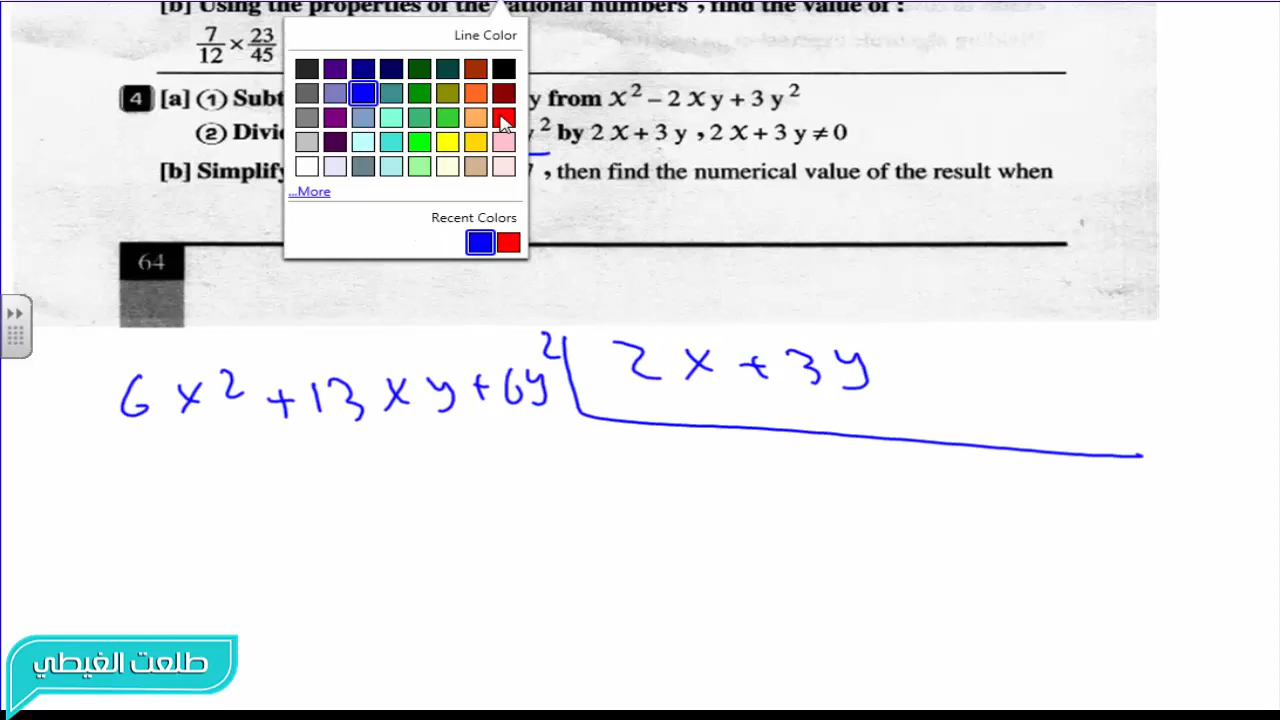 [b] Using the properties of the rational numbers , find the value of :
7/12 × 23/45
Line Color
4 [a] ① Subt y from x² – 2 x y + 3 y²
② Divi y² by 2 x + 3 y , 2 x + 3 y ≠ 0
[b] Simplify 7 , then find the numerical value of the result when
...More
Recent Colors
64
6x² + 13xy + 6y² 2x + 3y
طلعت الغيطي